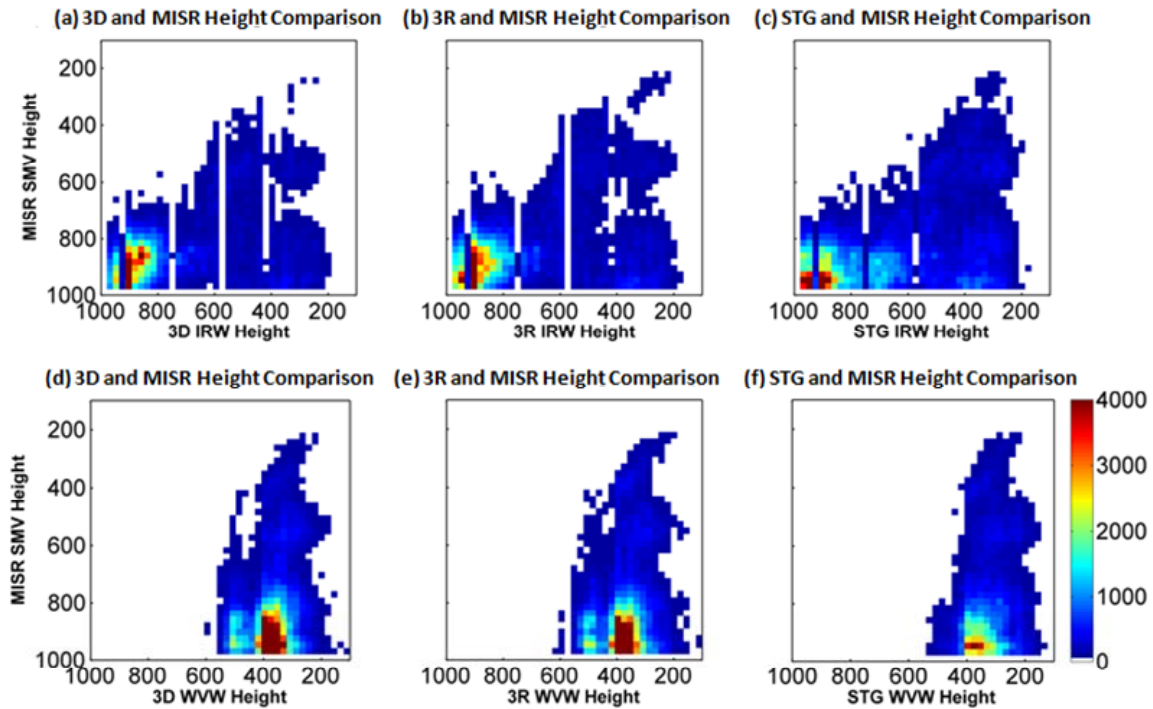 (a) 3D and MISR Height Comparison
(b) 3R and MISR Height Comparison
(c) STG and MISR Height Comparison
MISR SMV Height
200
400
600
800
1000
1000 800 600 400 200
3D IRW Height
1000 800 600 400 200
3R IRW Height
1000 800 600 400 200
STG IRW Height
(d) 3D and MISR Height Comparison
(e) 3R and MISR Height Comparison
(f) STG and MISR Height Comparison
MISR SMV Height
200
400
600
800
1000
1000 800 600 400 200
3D WVW Height
1000 800 600 400 200
3R WVW Height
1000 800 600 400 200
STG WVW Height
4000
3000
2000
1000
0